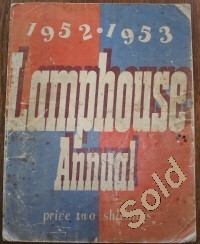 1952-1953
Lamphouse
Annual
price two shillings
Sold